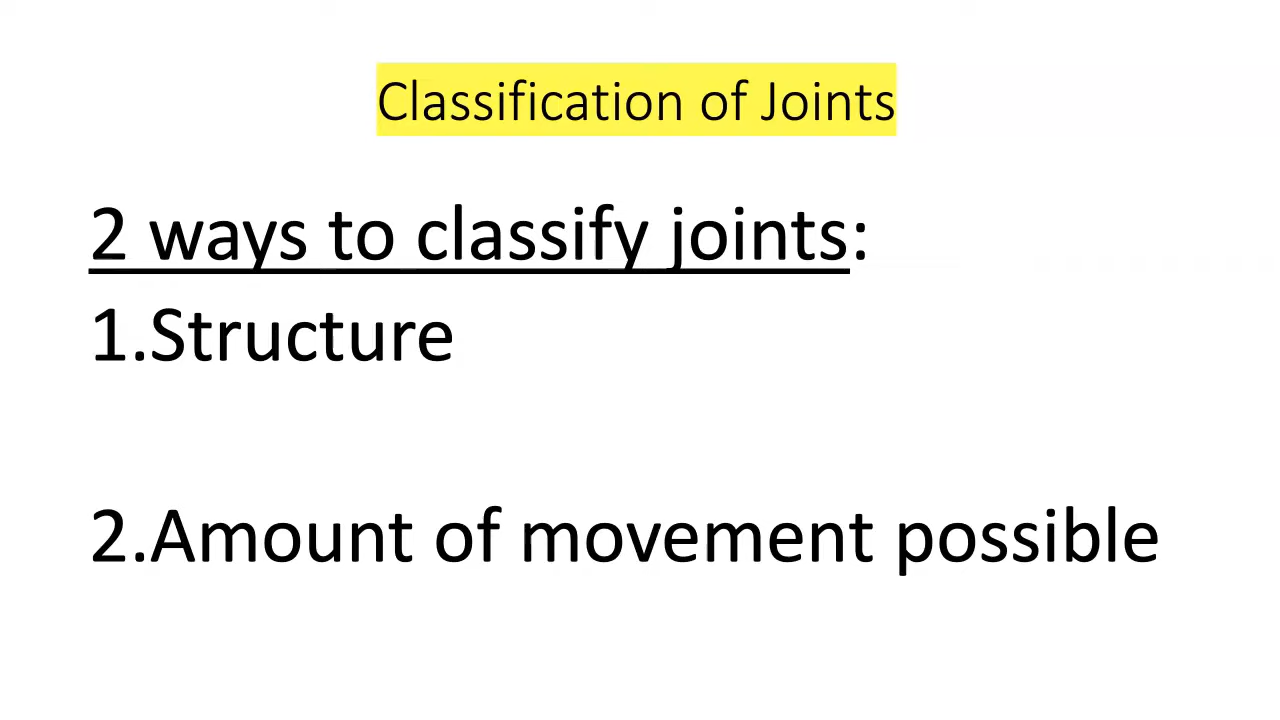 Classification of Joints
2 ways to classify joints:
1.Structure
2.Amount of movement possible